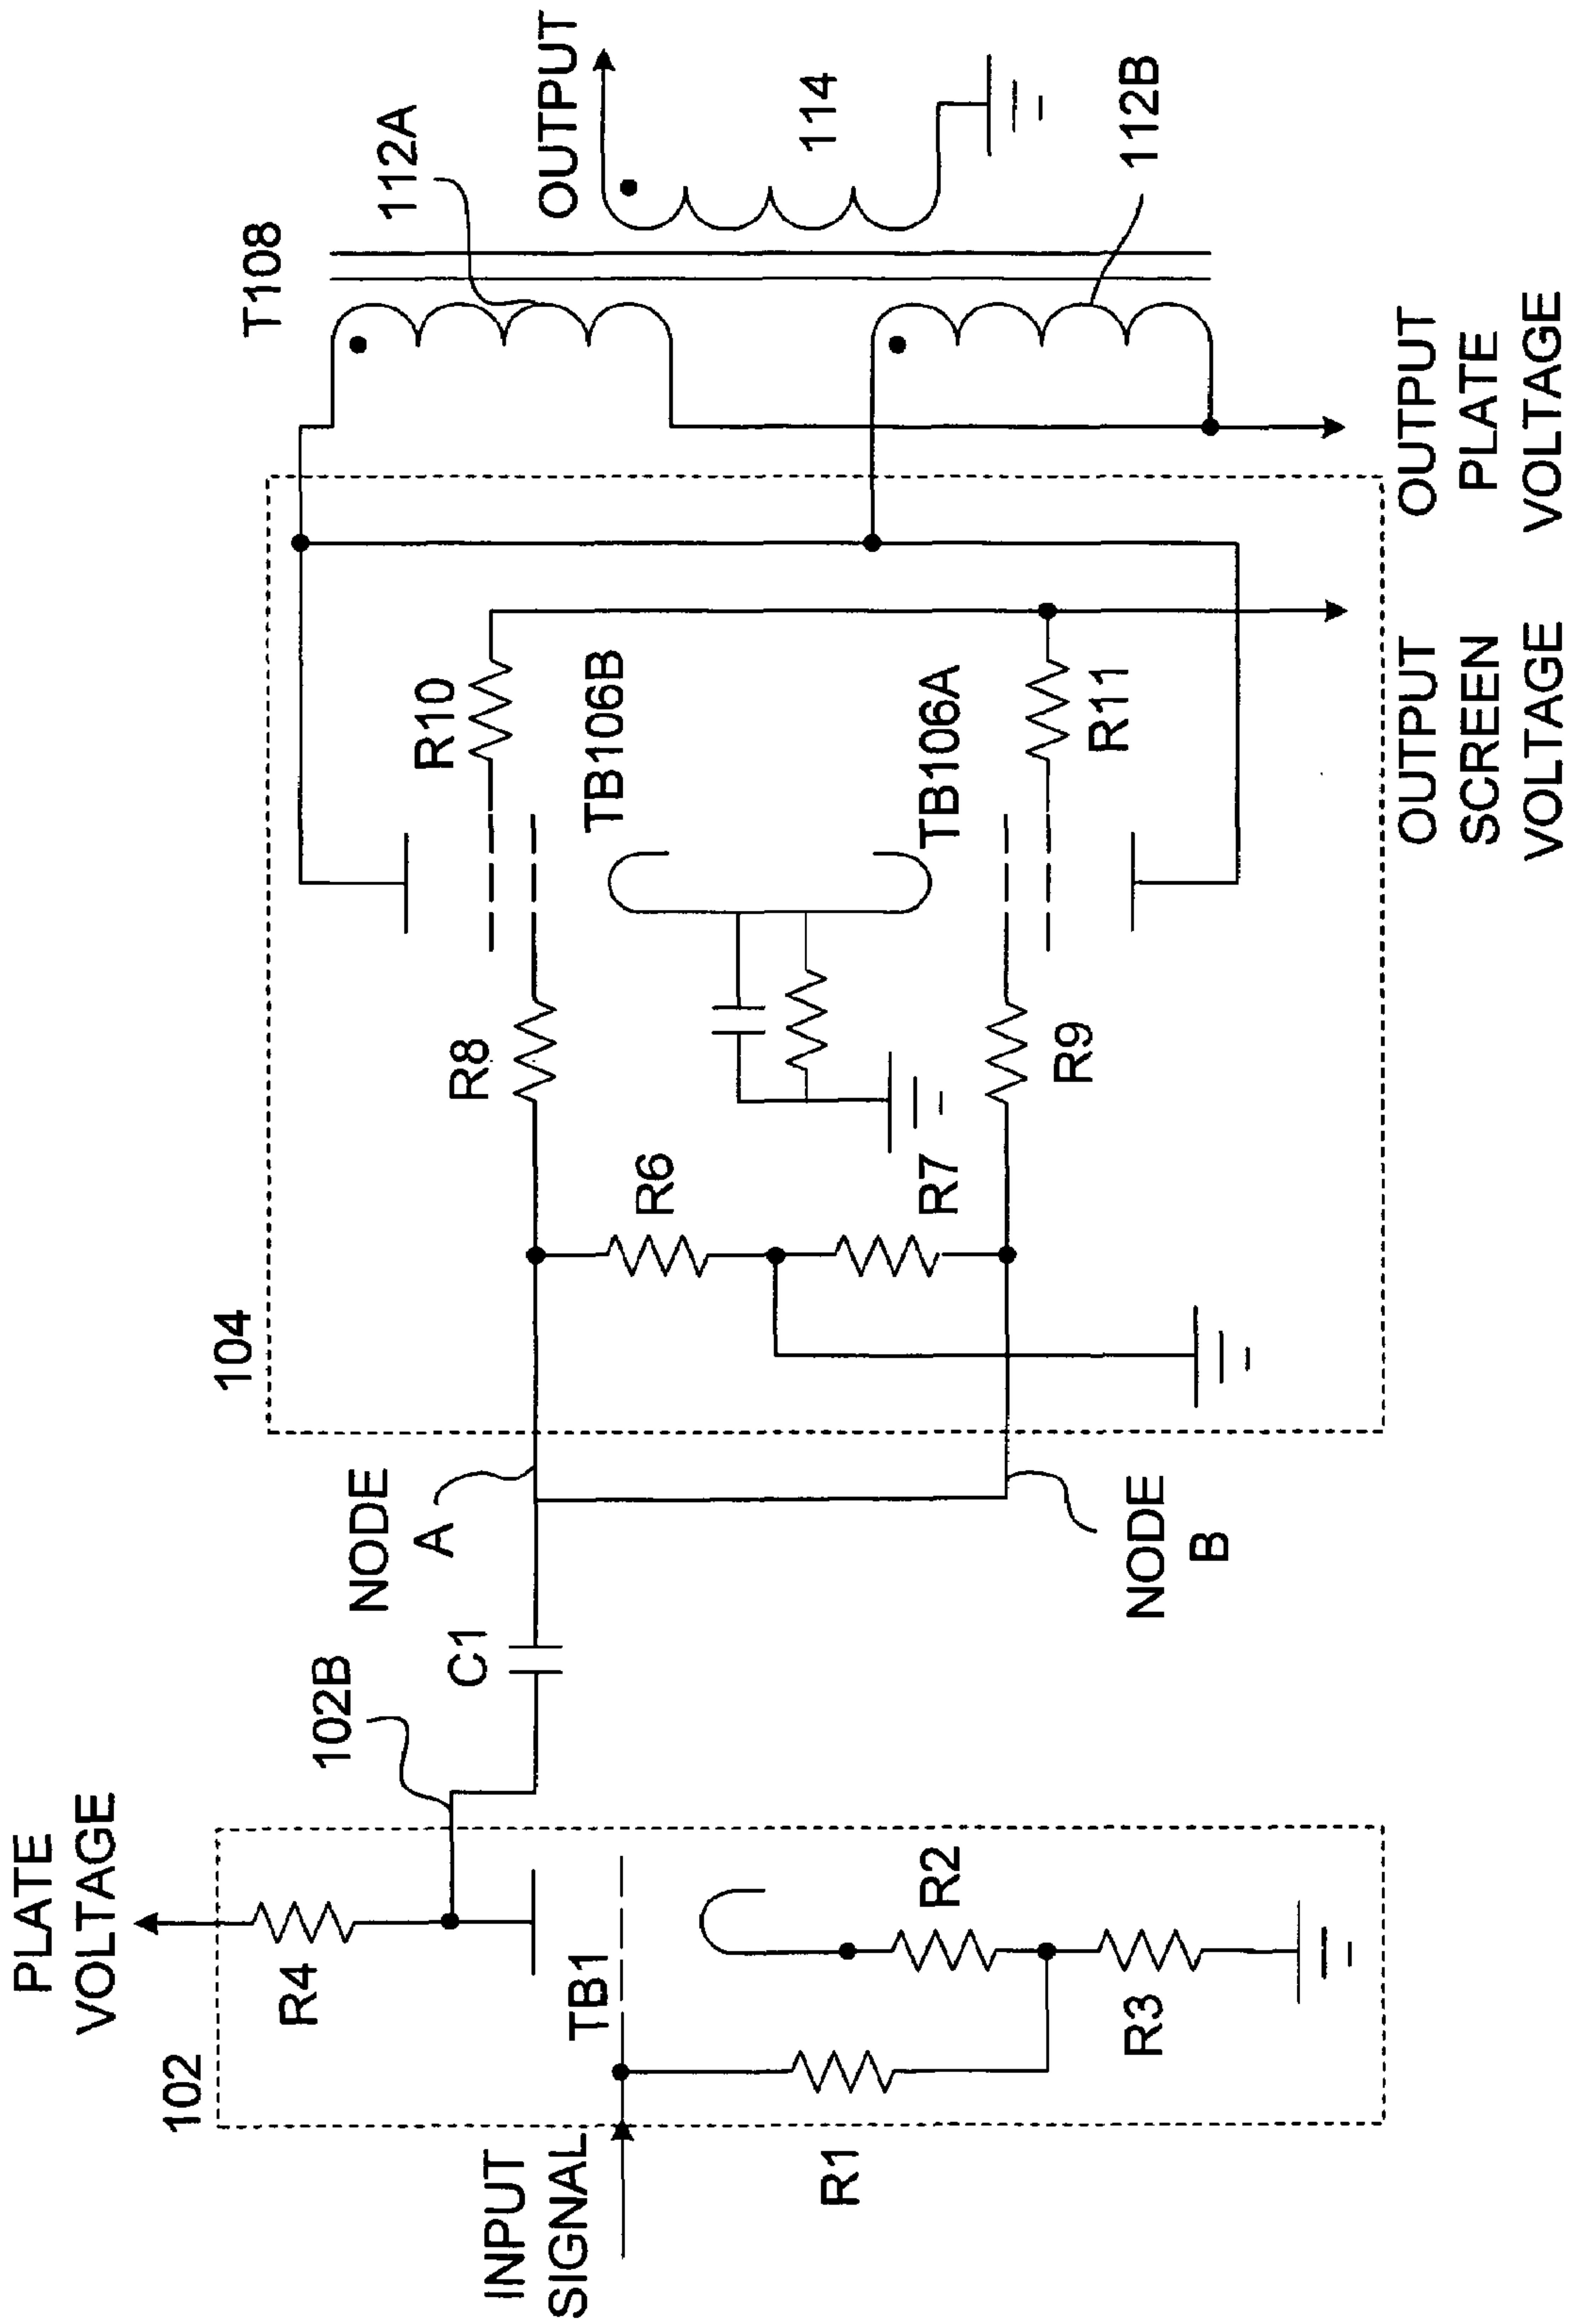 PLATE
VOLTAGE
102
R4
102B
TB1
INPUT
SIGNAL
R1
R2
R3
C1
NODE
A
NODE
B
104
R8
R6
R7
R9
R10
TB106B
TB106A
R11
T108
112A
OUTPUT
114
112B
OUTPUT
SCREEN
VOLTAGE
OUTPUT
PLATE
VOLTAGE